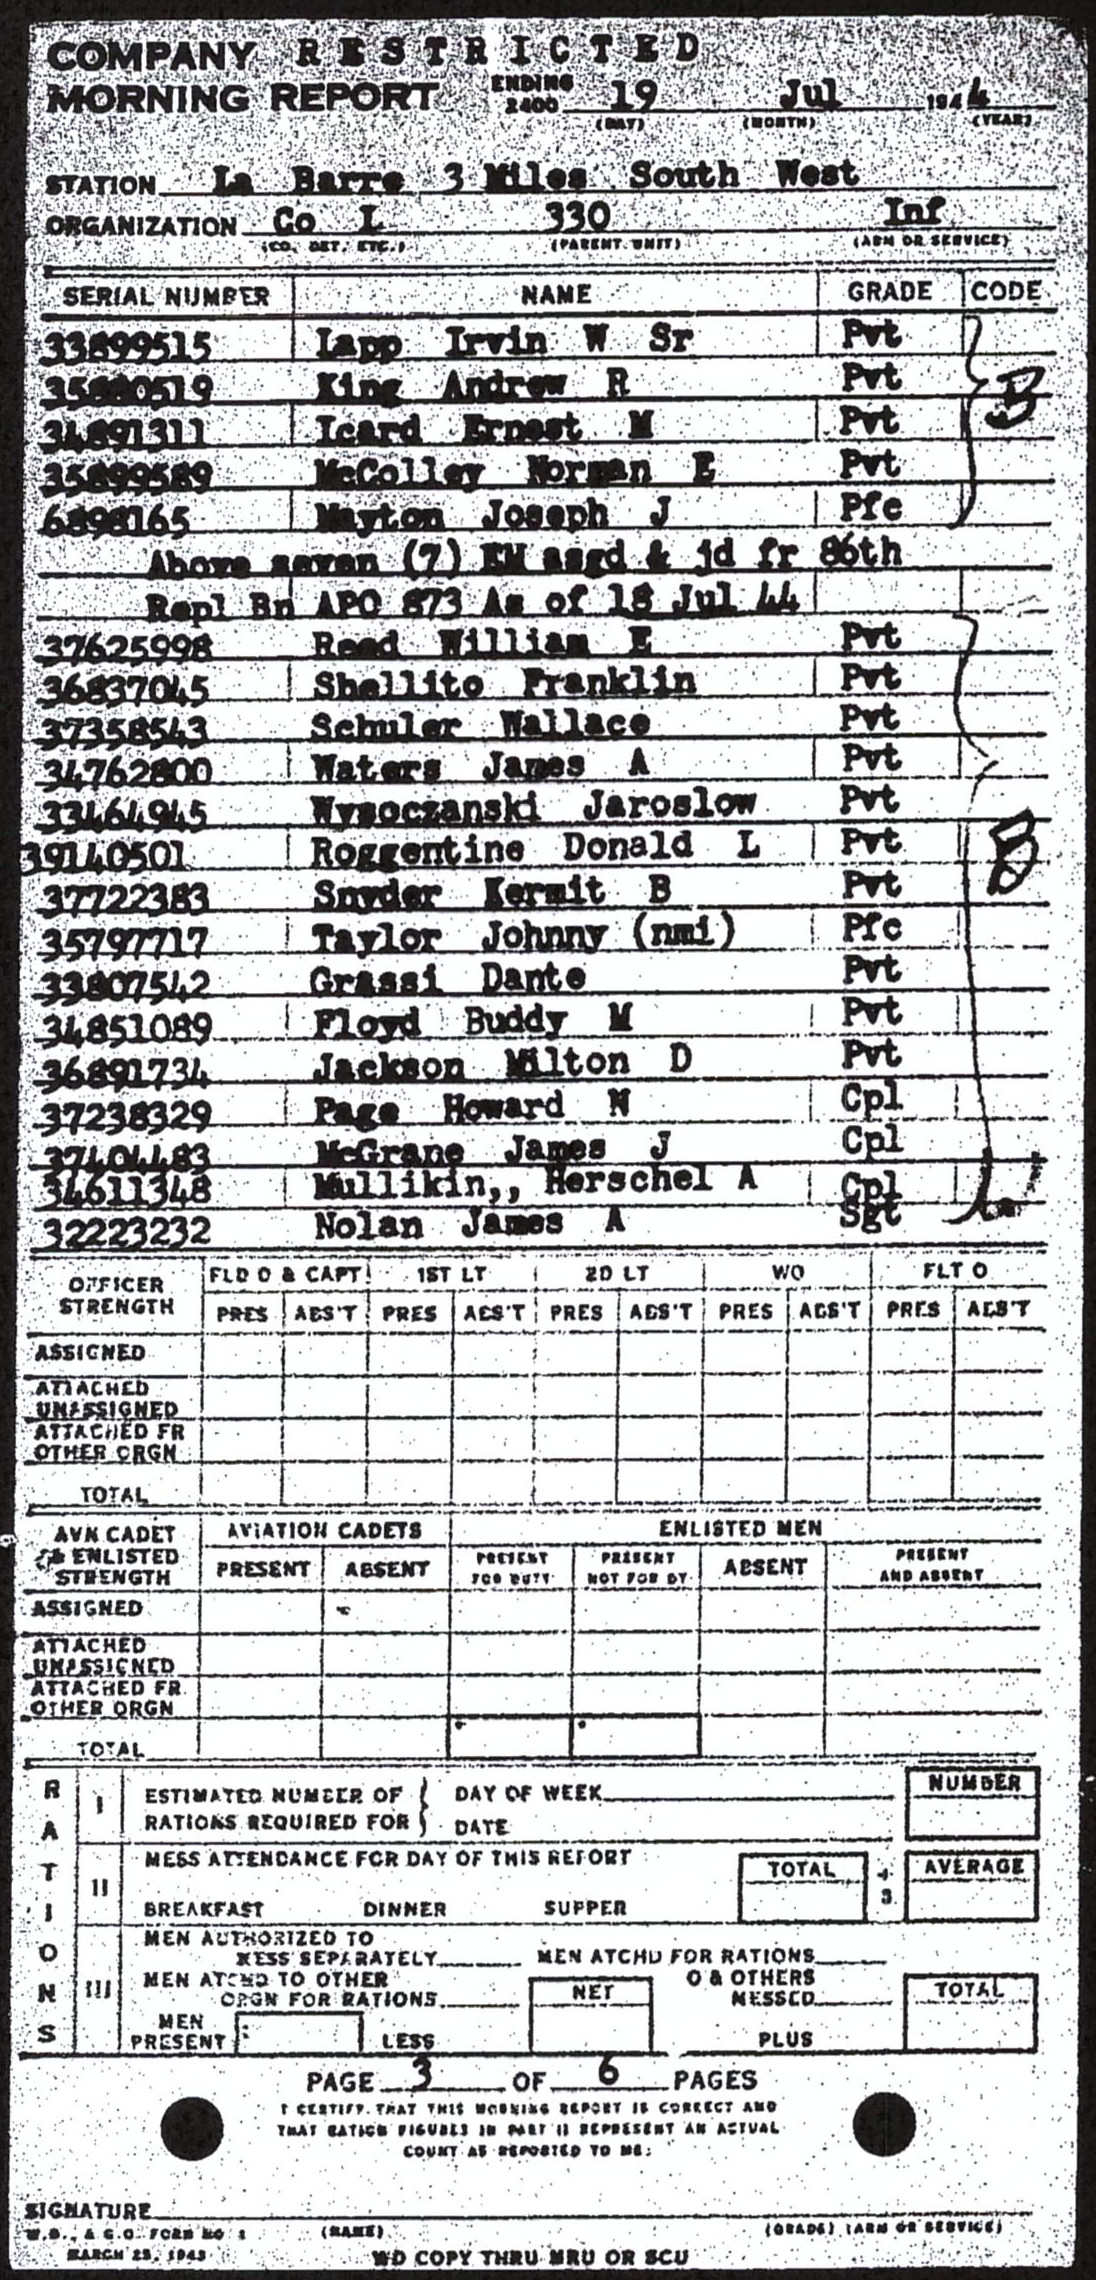 COMPANY RESTRICTED
MORNING REPORT ENDING 2400 19 Jul 1944
(DAY) (MONTH) (YEAR)
STATION La Barre 3 Miles South West
ORGANIZATION Co L 330 Inf
(CO. DET. ETC.) (PARENT UNIT) (ARM OR SERVICE)
SERIAL NUMBER NAME GRADE CODE
33899515 Lapp Irvin W Sr Pvt
King Andrew R Pvt B
34891311 Icard Ernest M Pvt
35899589 McColley Norman E Pvt
6898165 Mayton Joseph J Pfc
Above seven (7) EM asgd & jd fr 86th
Repl Bn APO 873 As of 18 Jul 44
37625998 Reed William E Pvt
36837045 Shellito Franklin Pvt
37358543 Schuler Wallace Pvt
34762800 Waters James A Pvt
33464945 Wysoczanski Jaroslow Pvt
39140501 Roggentine Donald L Pvt B
37722383 Snyder Kermit B Pvt
35797717 Taylor Johnny (nmi) Pfc
33807542 Grassi Dante Pvt
34851089 Floyd Buddy M Pvt
36891734 Jackson Milton D Pvt
37238329 Page Howard N Cpl
37404483 McGrane James J Cpl
34611348 Mullikin,, Herschel A Cpl
32223232 Nolan James A Sgt
OFFICER STRENGTH FLD O & CAPT 1ST LT 2D LT WO FLT O
PRES ABS'T PRES ABS'T PRES ABS'T PRES ABS'T PRES ABS'T
ASSIGNED
ATTACHED UNASSIGNED
ATTACHED FR OTHER ORGN
TOTAL
AVN CADET & ENLISTED STRENGTH AVIATION CADETS ENLISTED MEN
PRESENT ABSENT PRESENT FOR DUTY PRESENT NOT FOR DY ABSENT PRESENT AND ABSENT
ASSIGNED
ATTACHED UNASSIGNED
ATTACHED FR OTHER ORGN
TOTAL
RATIONS
I ESTIMATED NUMBER OF RATIONS REQUIRED FOR DAY OF WEEK NUMBER
DATE
II MESS ATTENDANCE FOR DAY OF THIS REPORT TOTAL ÷ 3 AVERAGE
BREAKFAST DINNER SUPPER
III MEN AUTHORIZED TO MESS SEPARATELY MEN ATCHD FOR RATIONS
MEN ATCHD TO OTHER ORGN FOR RATIONS NET O & OTHERS MESSED TOTAL
MEN PRESENT LESS PLUS
PAGE 3 OF 6 PAGES
I CERTIFY THAT THIS MORNING REPORT IS CORRECT AND
THAT RATION FIGURES IN PART II REPRESENT AN ACTUAL
COUNT AS REPORTED TO ME:
SIGNATURE
W.D., A.G.O. FORM NO 1 (NAME) (GRADE) (ARM OR SERVICE)
MARCH 25, 1943 WD COPY THRU MRU OR SCU